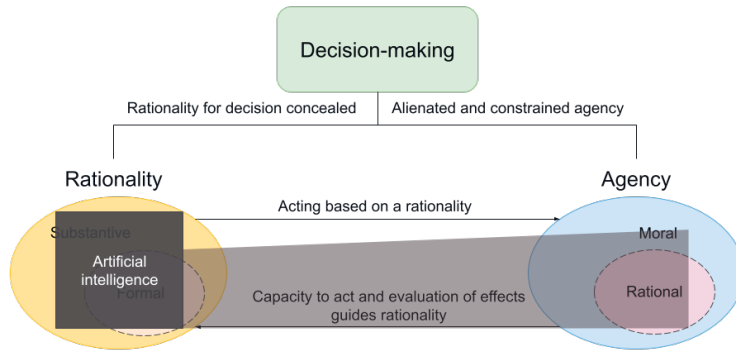 Decision-making
Rationality for decision concealed
Alienated and constrained agency
Rationality
Agency
Acting based on a rationality
Substantive
Moral
Artificial
intelligence
Formal
Capacity to act and evaluation of effects
guides rationality
Rational